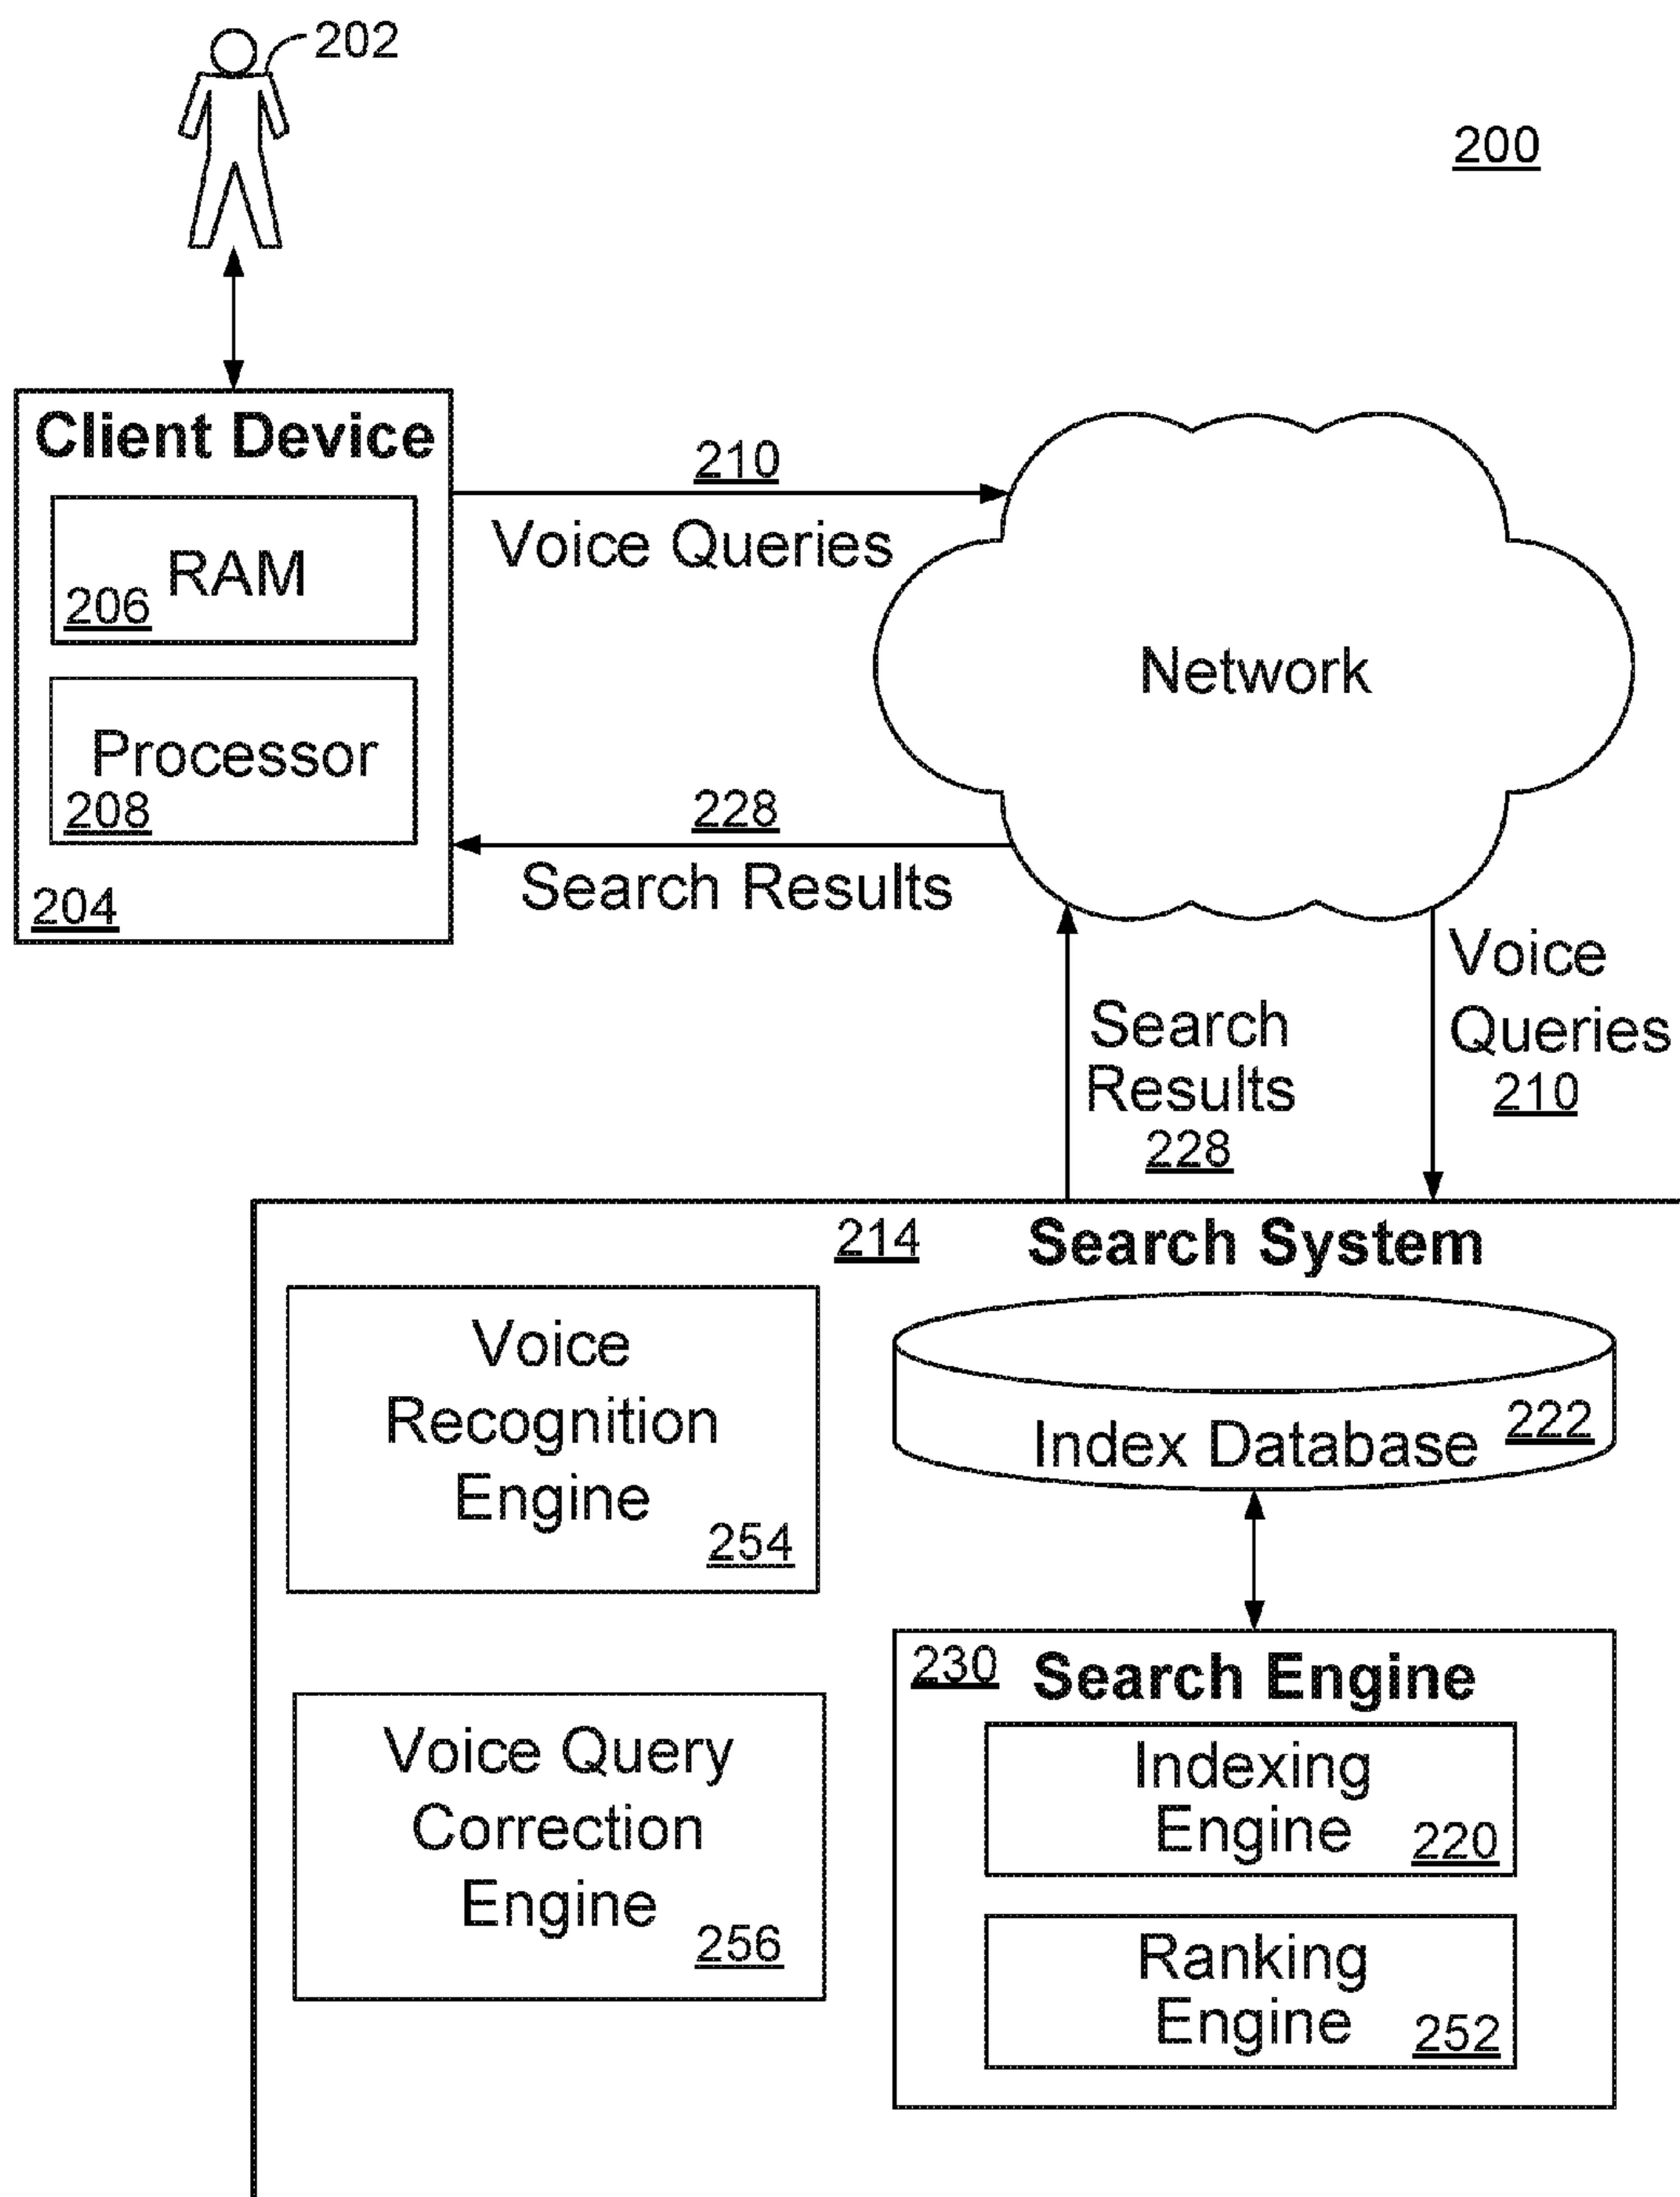 202
200
Client Device
RAM
206
Processor
208
204
210
Voice Queries
228
Search Results
Network
Voice
Queries
210
Search
Results
228
214
Search System
Voice
Recognition
Engine
254
Index Database
222
230
Search Engine
Voice Query
Correction
Engine
256
Indexing
Engine
220
Ranking
Engine
252